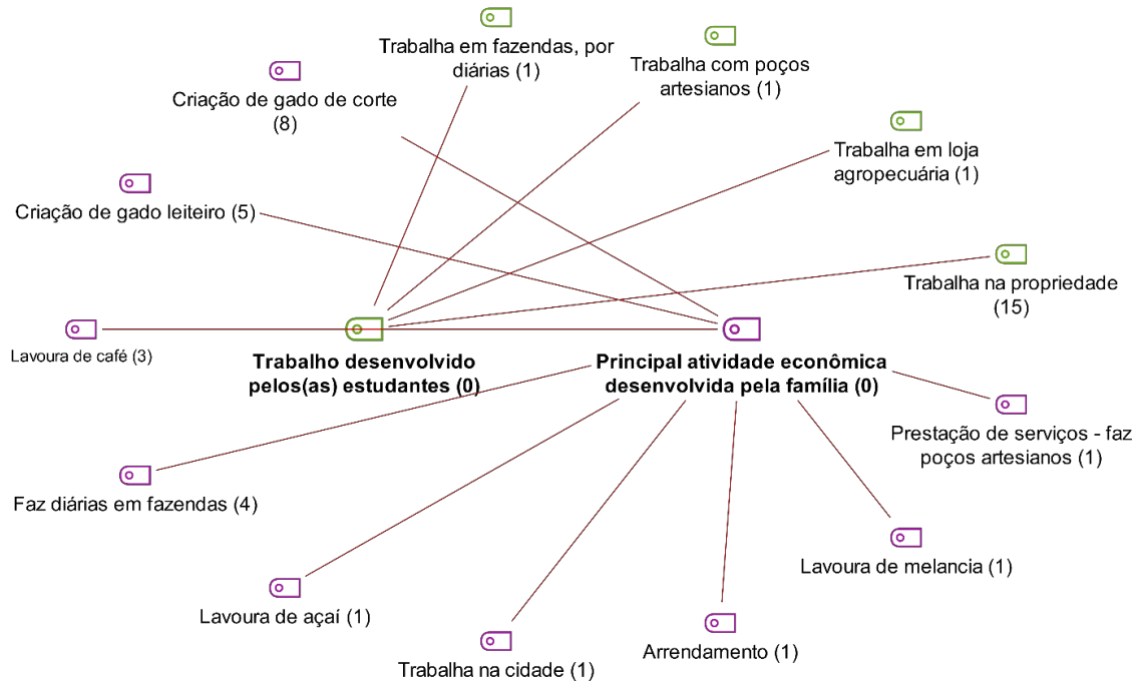 Trabalha em fazendas, por
diárias (1)
Trabalha com poços
artesianos (1)
Criação de gado de corte
(8)
Trabalha em loja
agropecuária (1)
Criação de gado leiteiro (5)
Trabalha na propriedade
(15)
Lavoura de café (3)
Trabalho desenvolvido
pelos(as) estudantes (0)
Principal atividade econômica
desenvolvida pela família (0)
Prestação de serviços - faz
poços artesianos (1)
Faz diárias em fazendas (4)
Lavoura de melancia (1)
Lavoura de açaí (1)
Arrendamento (1)
Trabalha na cidade (1)